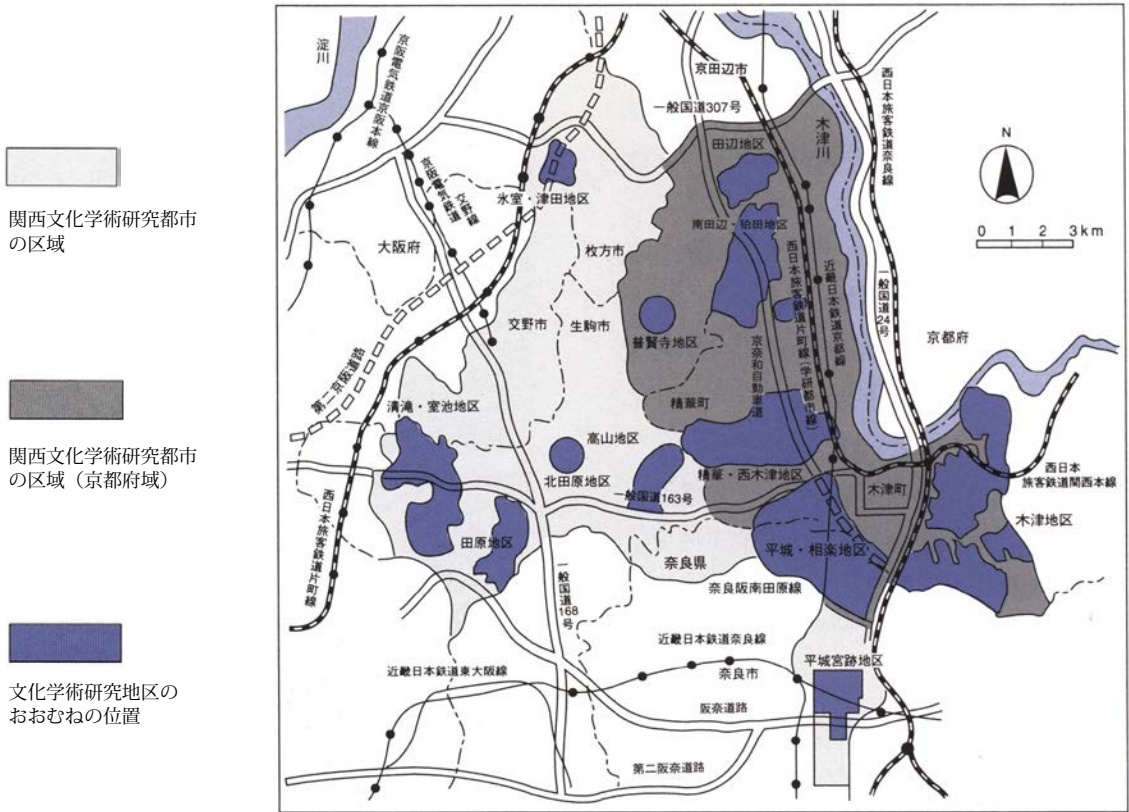 関西文化学術研究都市
の区域
関西文化学術研究都市
の区域（京都府域）
文化学術研究地区の
おおむねの位置
淀川
京阪電気鉄道京阪本線
京阪電気鉄道
交野線
大阪府
氷室・津田地区
枚方市
交野市
生駒市
第二京阪道路
清滝・室池地区
西日本旅客鉄道片町線
田原地区
北田原地区
高山地区
一般国道163号
一般国道168号
京田辺市
一般国道307号
田辺地区
南田辺・狛田地区
普賢寺地区
精華町
京奈和自動車道
西日本旅客鉄道片町線（学研都市線）
近畿日本鉄道京都線
木津川
西日本旅客鉄道奈良線
一般国道24号
N
0 1 2 3km
京都府
精華・西木津地区
木津町
西日本
旅客鉄道関西本線
木津地区
平城・相楽地区
奈良県
奈良阪南田原線
近畿日本鉄道奈良線
奈良市
平城宮跡地区
近畿日本鉄道東大阪線
阪奈道路
第二阪奈道路